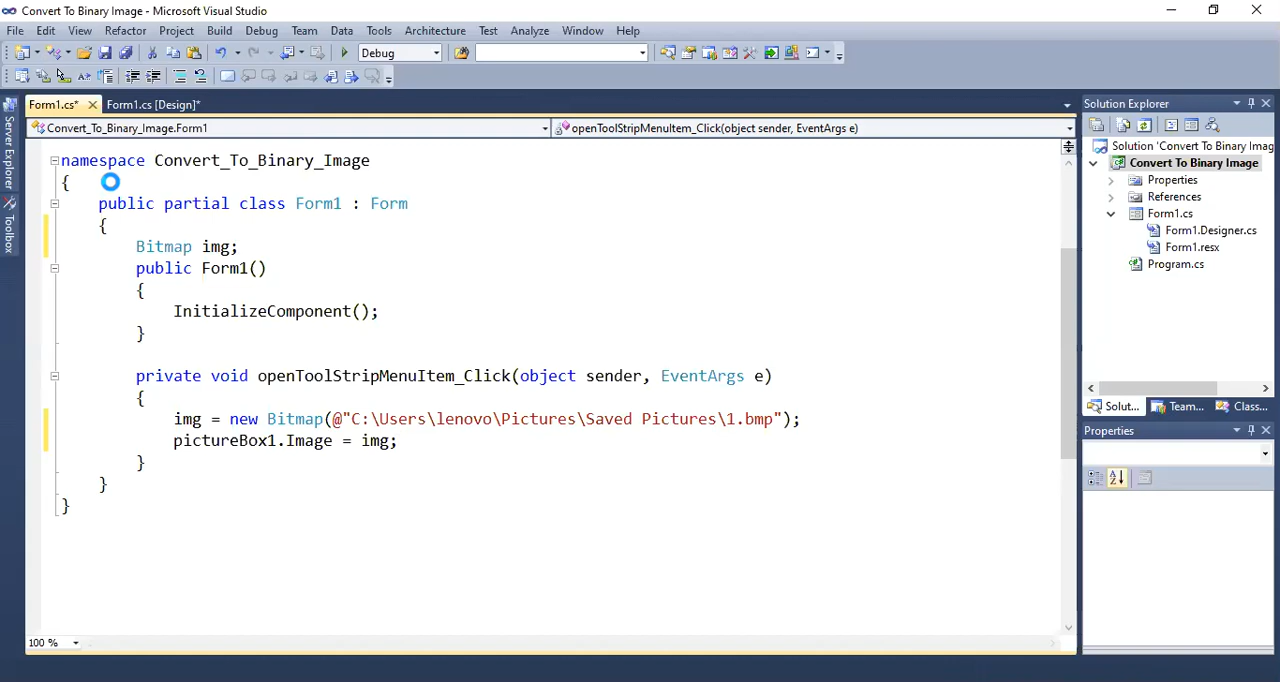 Convert To Binary Image - Microsoft Visual Studio
File Edit View Refactor Project Build Debug Team Data Tools Architecture Test Analyze Window Help
Debug
Form1.cs* Form1.cs [Design]*
Convert_To_Binary_Image.Form1 openToolStripMenuItem_Click(object sender, EventArgs e)
Server Explorer
Toolbox
namespace Convert_To_Binary_Image
{
public partial class Form1 : Form
{
Bitmap img;
public Form1()
{
InitializeComponent();
}
private void openToolStripMenuItem_Click(object sender, EventArgs e)
{
img = new Bitmap(@"C:\Users\lenovo\Pictures\Saved Pictures\1.bmp");
pictureBox1.Image = img;
}
}
}
100 %
Solution Explorer
Solution 'Convert To Binary Imag
Convert To Binary Image
Properties
References
Form1.cs
Form1.Designer.cs
Form1.resx
Program.cs
Solut... Team... Class...
Properties